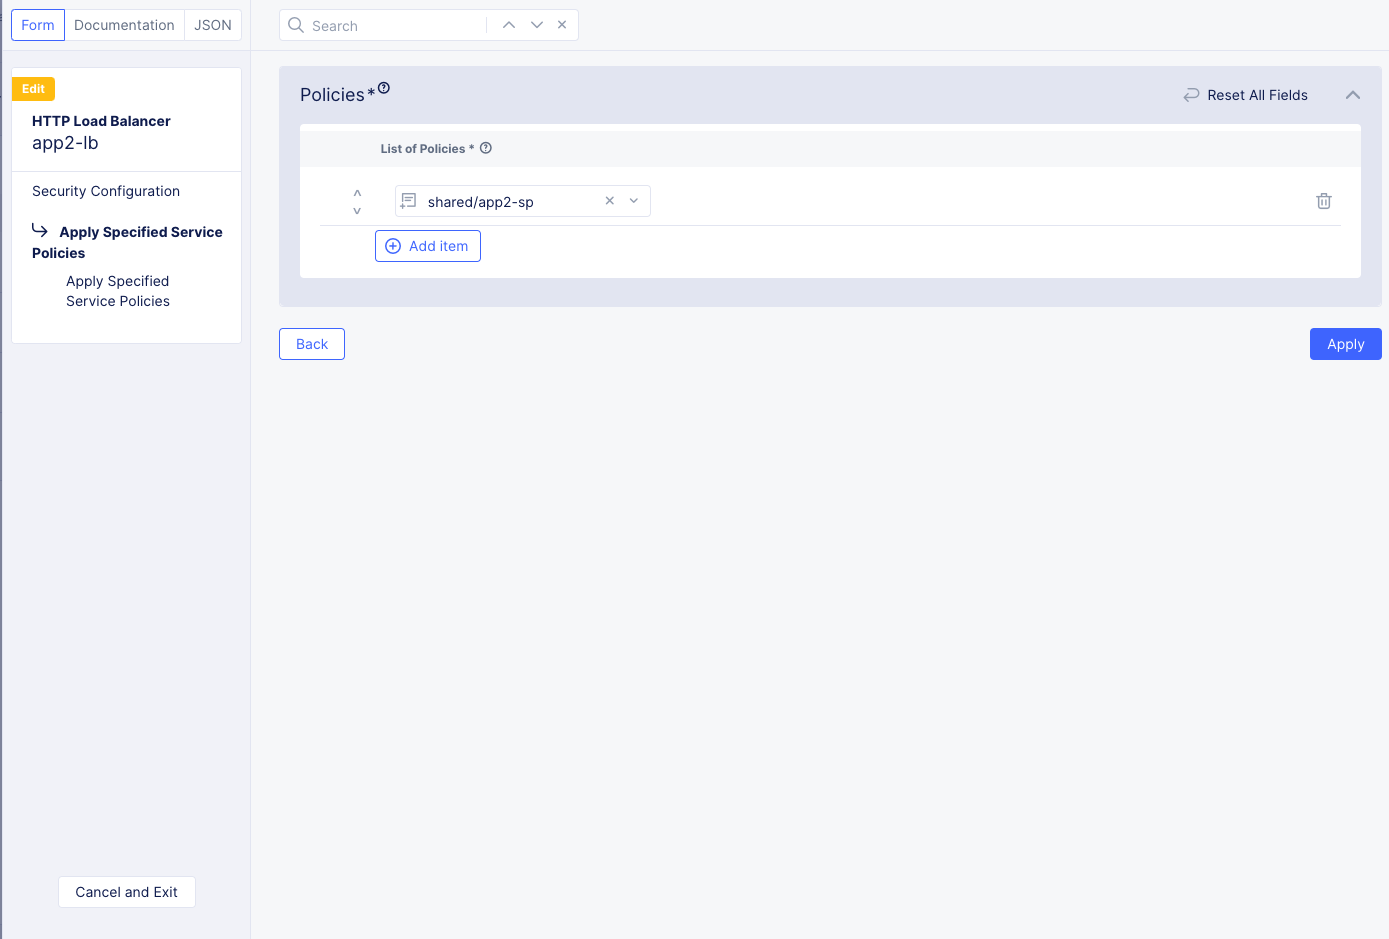 Form
Documentation
JSON
Search
Edit
HTTP Load Balancer
app2-lb
Security Configuration
Apply Specified Service
Policies
Apply Specified
Service Policies
Cancel and Exit
Policies*
Reset All Fields
List of Policies *
shared/app2-sp
Add item
Back
Apply